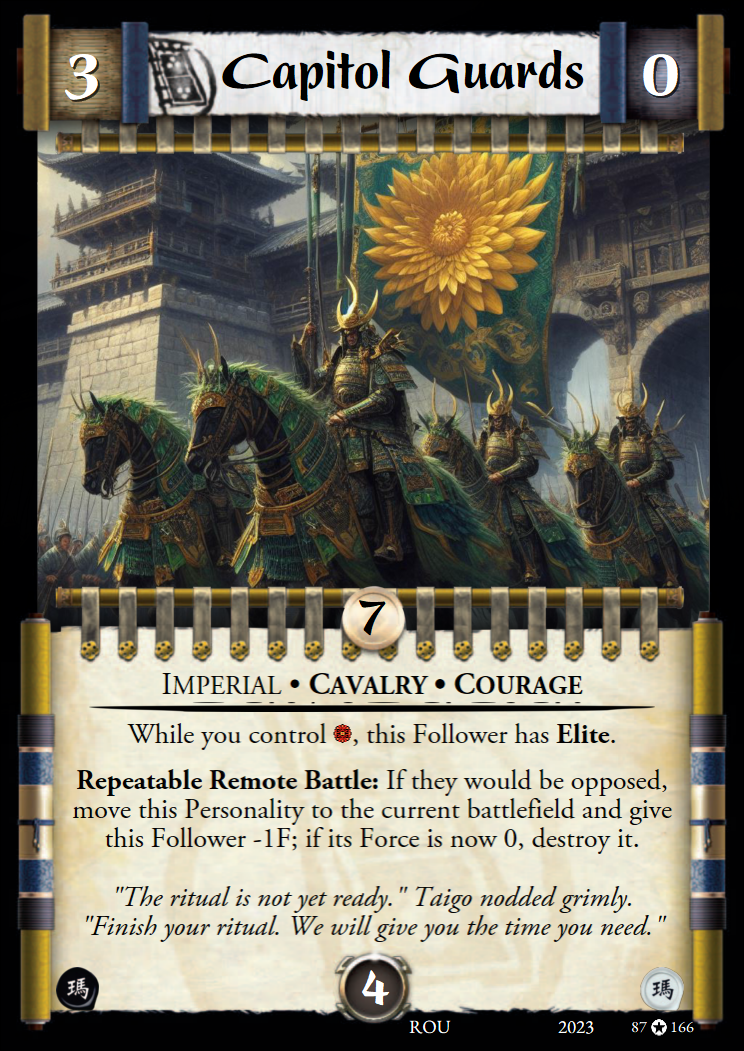 3
Capitol Guards
0
7
IMPERIAL • CAVALRY • COURAGE
While you control , this Follower has Elite.
Repeatable Remote Battle: If they would be opposed,
move this Personality to the current battlefield and give
this Follower -1F; if its Force is now 0, destroy it.
"The ritual is not yet ready." Taigo nodded grimly.
"Finish your ritual. We will give you the time you need."
瑪
4
瑪
ROU 2023 87 166